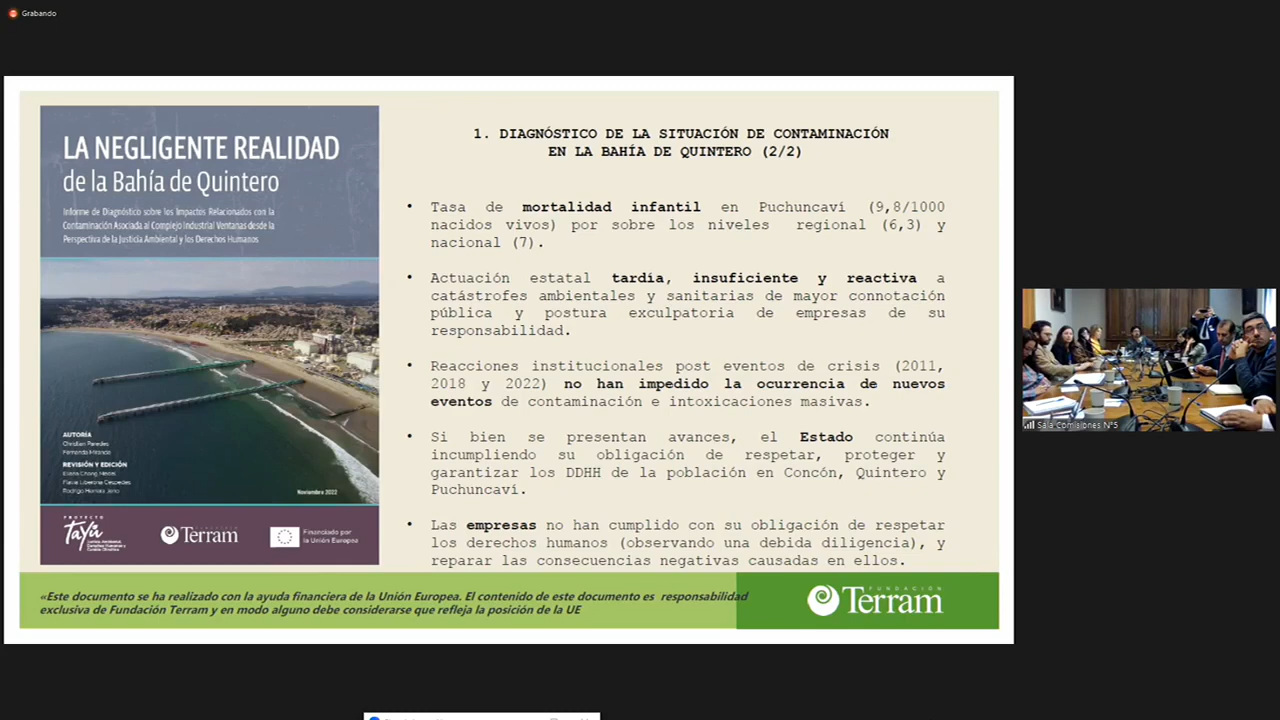 Grabando
LA NEGLIGENTE REALIDAD
de la Bahía de Quintero
Informe de Diagnóstico sobre los Impactos Relacionados con la
Contaminación Asociada al Complejo Industrial Ventanas desde la
Perspectiva de la Justicia Ambiental y los Derechos Humanos
AUTORÍA
Christian Paredes
Fernanda Miranda
REVISIÓN Y EDICIÓN
Flavia Liberona Céspedes
Noviembre 2022
PROYECTO
Tayú
FUNDACIÓN
Terram
Financiado por
la Unión Europea
1. DIAGNÓSTICO DE LA SITUACIÓN DE CONTAMINACIÓN
EN LA BAHÍA DE QUINTERO (2/2)
• Tasa de mortalidad infantil en Puchuncaví (9,8/1000
nacidos vivos) por sobre los niveles regional (6,3) y
nacional (7).
• Actuación estatal tardía, insuficiente y reactiva a
catástrofes ambientales y sanitarias de mayor connotación
pública y postura exculpatoria de empresas de su
responsabilidad.
• Reacciones institucionales post eventos de crisis (2011,
2018 y 2022) no han impedido la ocurrencia de nuevos
eventos de contaminación e intoxicaciones masivas.
• Si bien se presentan avances, el Estado continúa
incumpliendo su obligación de respetar, proteger y
garantizar los DDHH de la población en Concón, Quintero y
Puchuncaví.
• Las empresas no han cumplido con su obligación de respetar
los derechos humanos (observando una debida diligencia), y
reparar las consecuencias negativas causadas en ellos.
«Este documento se ha realizado con la ayuda financiera de la Unión Europea. El contenido de este documento es responsabilidad
exclusiva de Fundación Terram y en modo alguno debe considerarse que refleja la posición de la UE
FUNDACIÓN
Terram
Sala Comisiones N°5